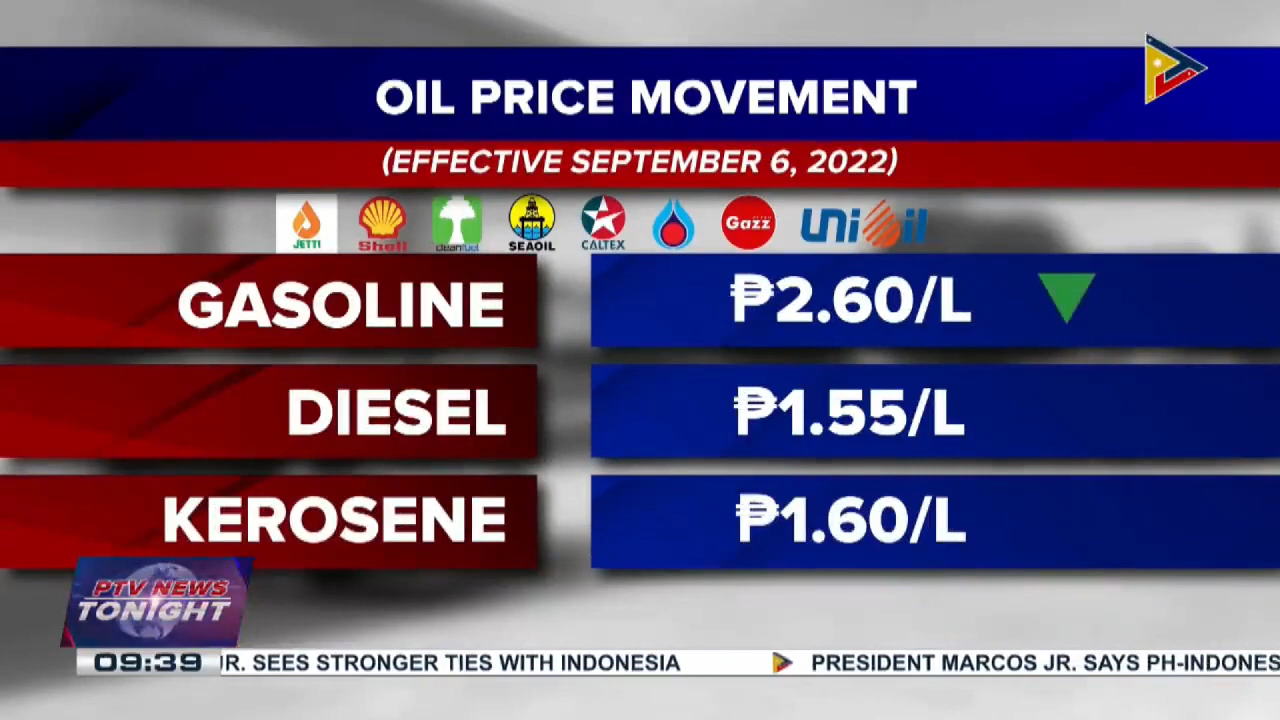 OIL PRICE MOVEMENT
(EFFECTIVE SEPTEMBER 6, 2022)
JETTI
Shell
cleanfuel
SEAOIL
CALTEX
Gazz
UNiOil
GASOLINE
₱2.60/L
DIESEL
₱1.55/L
KEROSENE
₱1.60/L
PTV NEWS
TONIGHT
09:39
JR. SEES STRONGER TIES WITH INDONESIA
PRESIDENT MARCOS JR. SAYS PH-INDONES